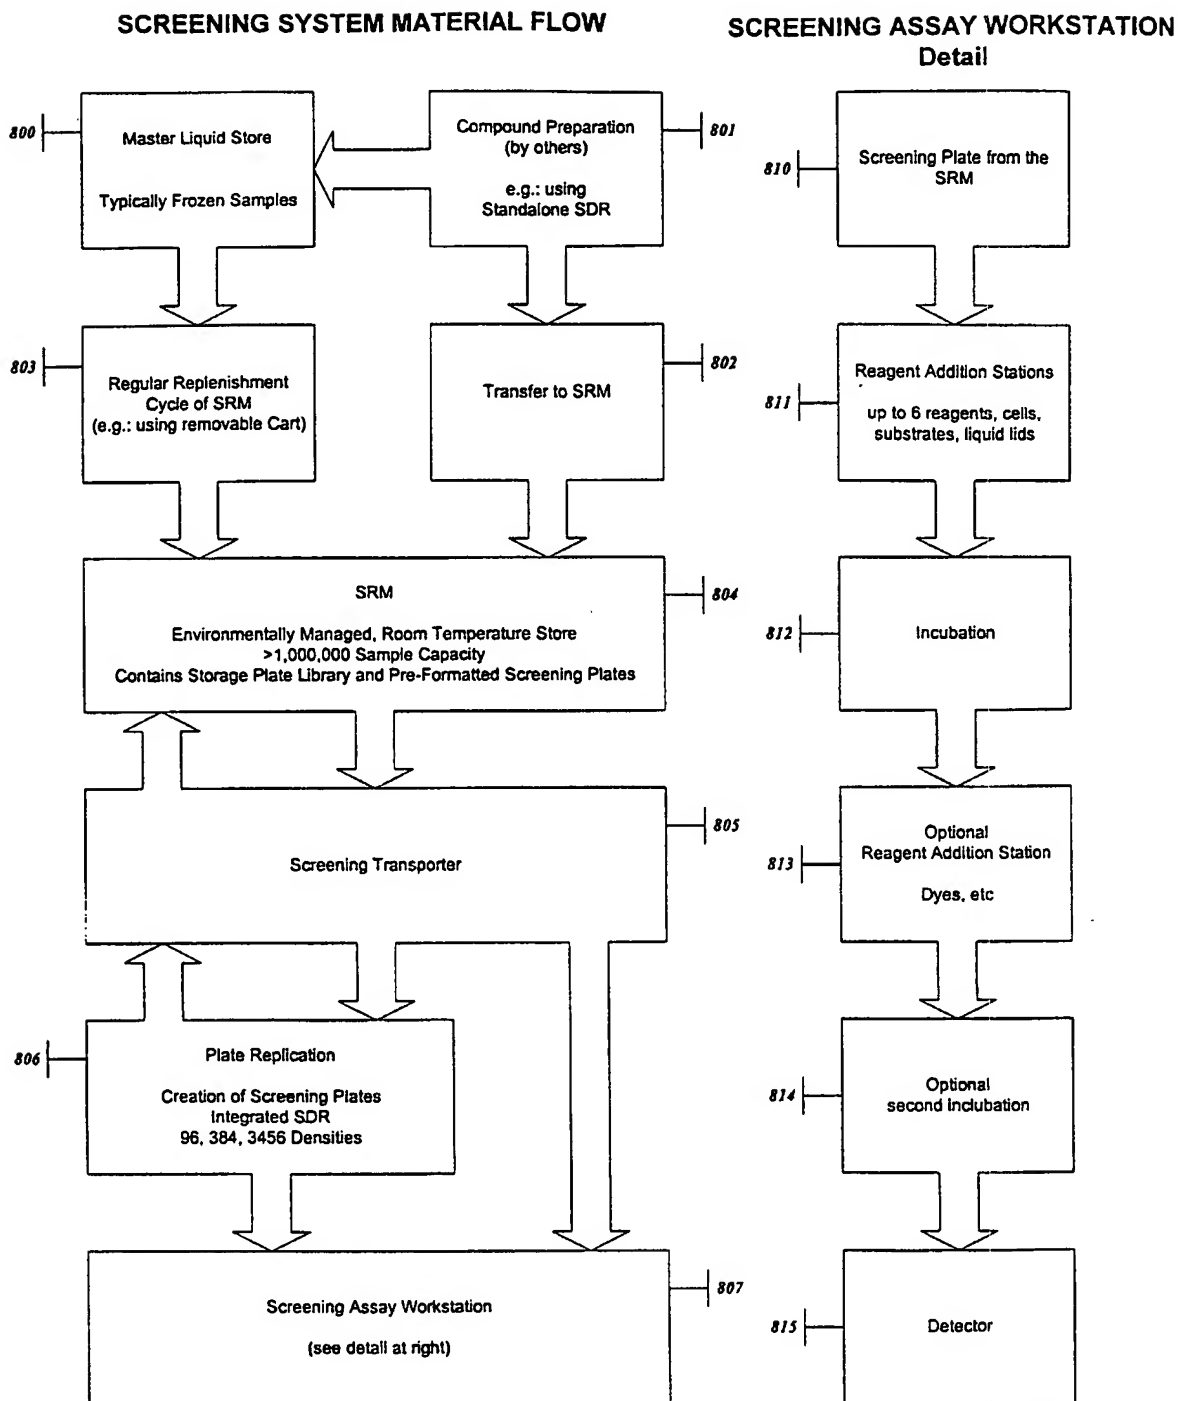 SCREENING SYSTEM MATERIAL FLOW
800
Master Liquid Store
Typically Frozen Samples
Compound Preparation
(by others)
e.g.: using
Standalone SDR
801
803
Regular Replenishment
Cycle of SRM
(e.g.: using removable Cart)
Transfer to SRM
802
SRM
Environmentally Managed, Room Temperature Store
>1,000,000 Sample Capacity
Contains Storage Plate Library and Pre-Formatted Screening Plates
804
Screening Transporter
805
806
Plate Replication
Creation of Screening Plates
Integrated SDR
96, 384, 3456 Densities
Screening Assay Workstation
(see detail at right)
807
SCREENING ASSAY WORKSTATION
Detail
810
Screening Plate from the
SRM
811
Reagent Addition Stations
up to 6 reagents, cells,
substrates, liquid lids
812
Incubation
813
Optional
Reagent Addition Station
Dyes, etc
814
Optional
second inclubation
815
Detector